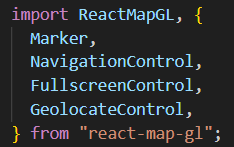 import ReactMapGL, {
  Marker,
  NavigationControl,
  FullscreenControl,
  GeolocateControl,
} from "react-map-gl";